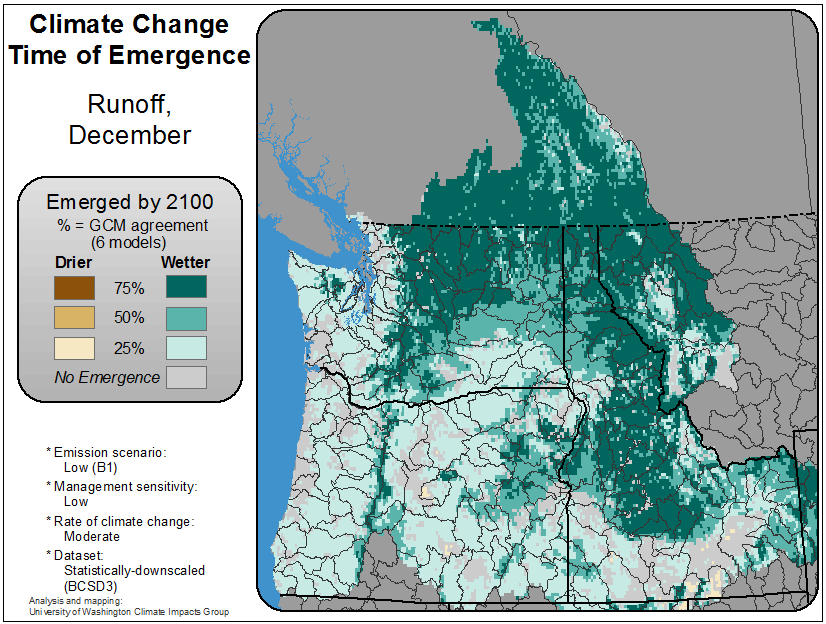 Climate Change
Time of Emergence
Runoff,
December
Emerged by 2100
% = GCM agreement
(6 models)
Drier Wetter
75%
50%
25%
No Emergence
* Emission scenario:
Low (B1)
* Management sensitivity:
Low
* Rate of climate change:
Moderate
* Dataset:
Statistically-downscaled
(BCSD3)
Analysis and mapping:
University of Washington Climate Impacts Group